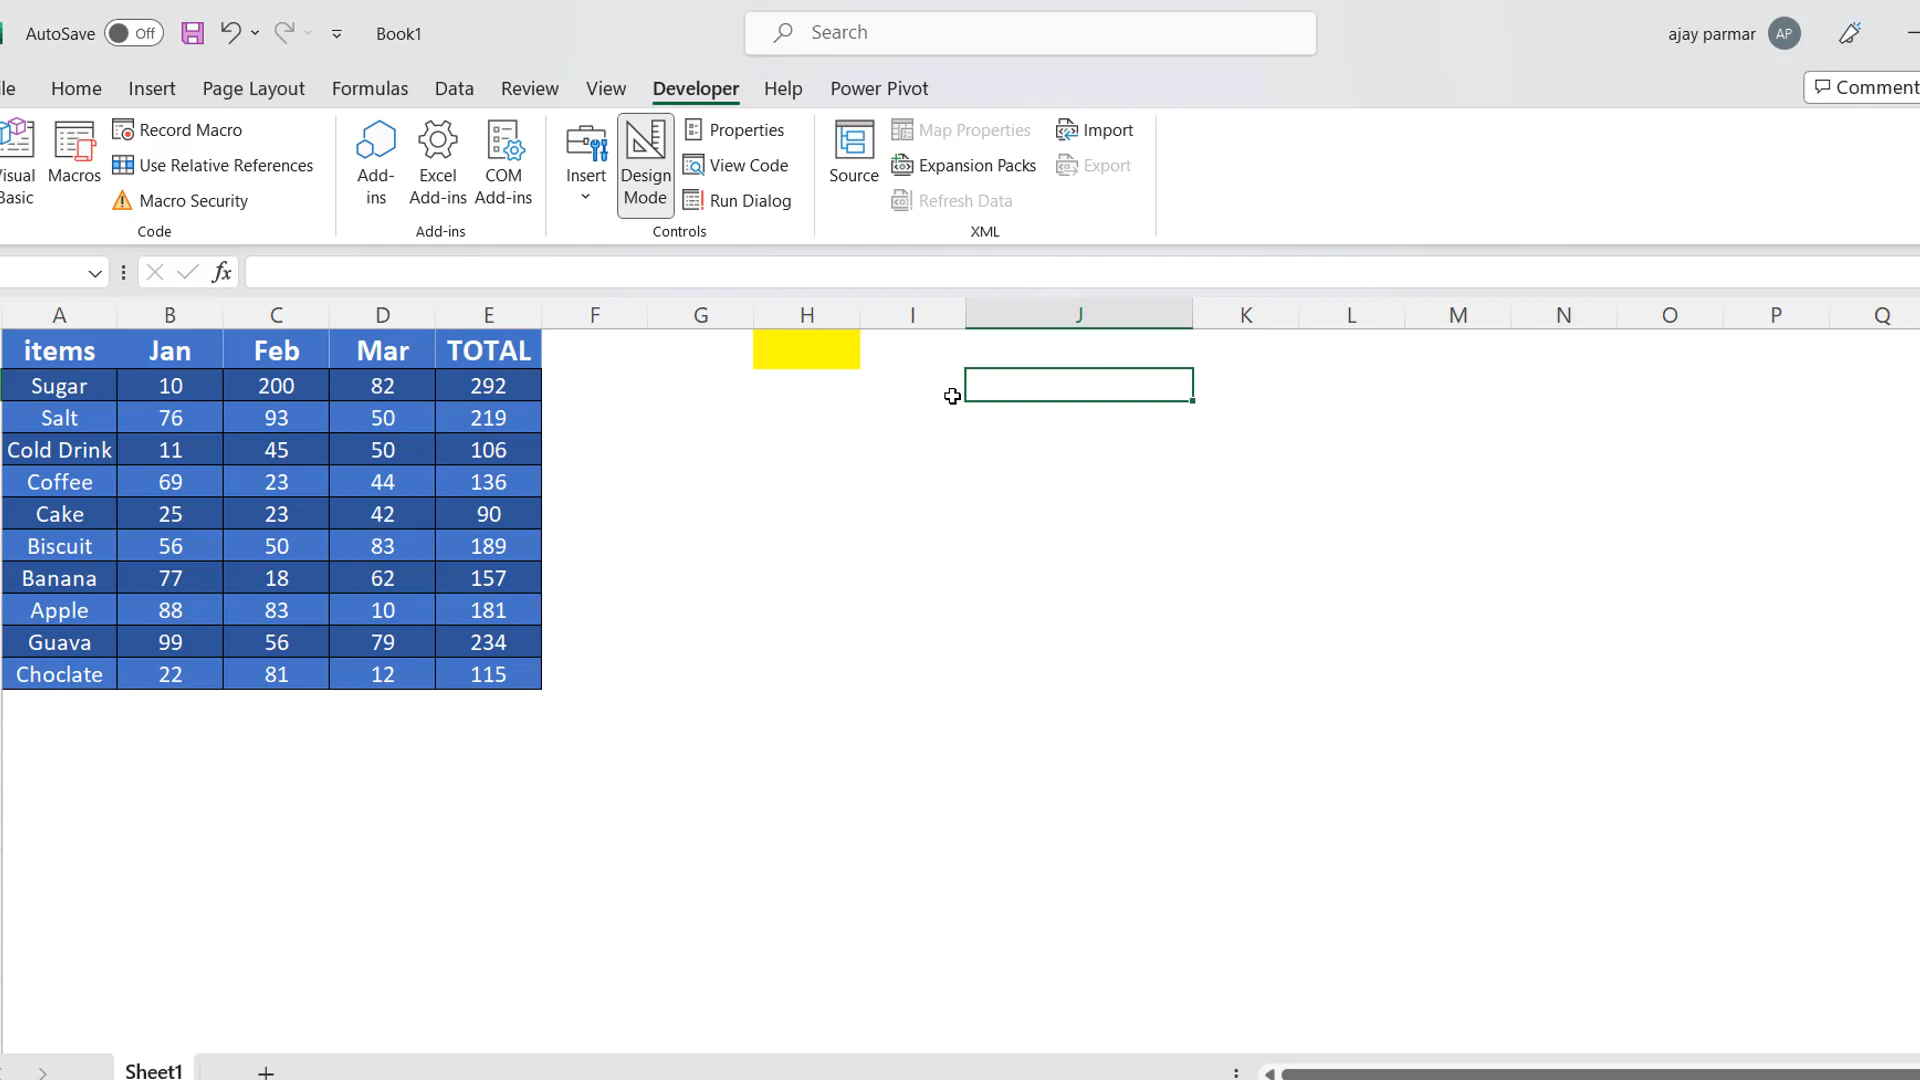 AutoSave Off Book1 Search ajay parmar AP
le Home Insert Page Layout Formulas Data Review View Developer Help Power Pivot Comment
Record Macro Properties Map Properties Import
isual Basic Macros Use Relative References Add-ins Excel Add-ins COM Add-ins Insert Design Mode View Code Source Expansion Packs Export
Macro Security Run Dialog Refresh Data
Code Add-ins Controls XML
fx
A B C D E F G H I J K L M N O P Q
items Jan Feb Mar TOTAL
Sugar 10 200 82 292
Salt 76 93 50 219
Cold Drink 11 45 50 106
Coffee 69 23 44 136
Cake 25 23 42 90
Biscuit 56 50 83 189
Banana 77 18 62 157
Apple 88 83 10 181
Guava 99 56 79 234
Choclate 22 81 12 115
Sheet1